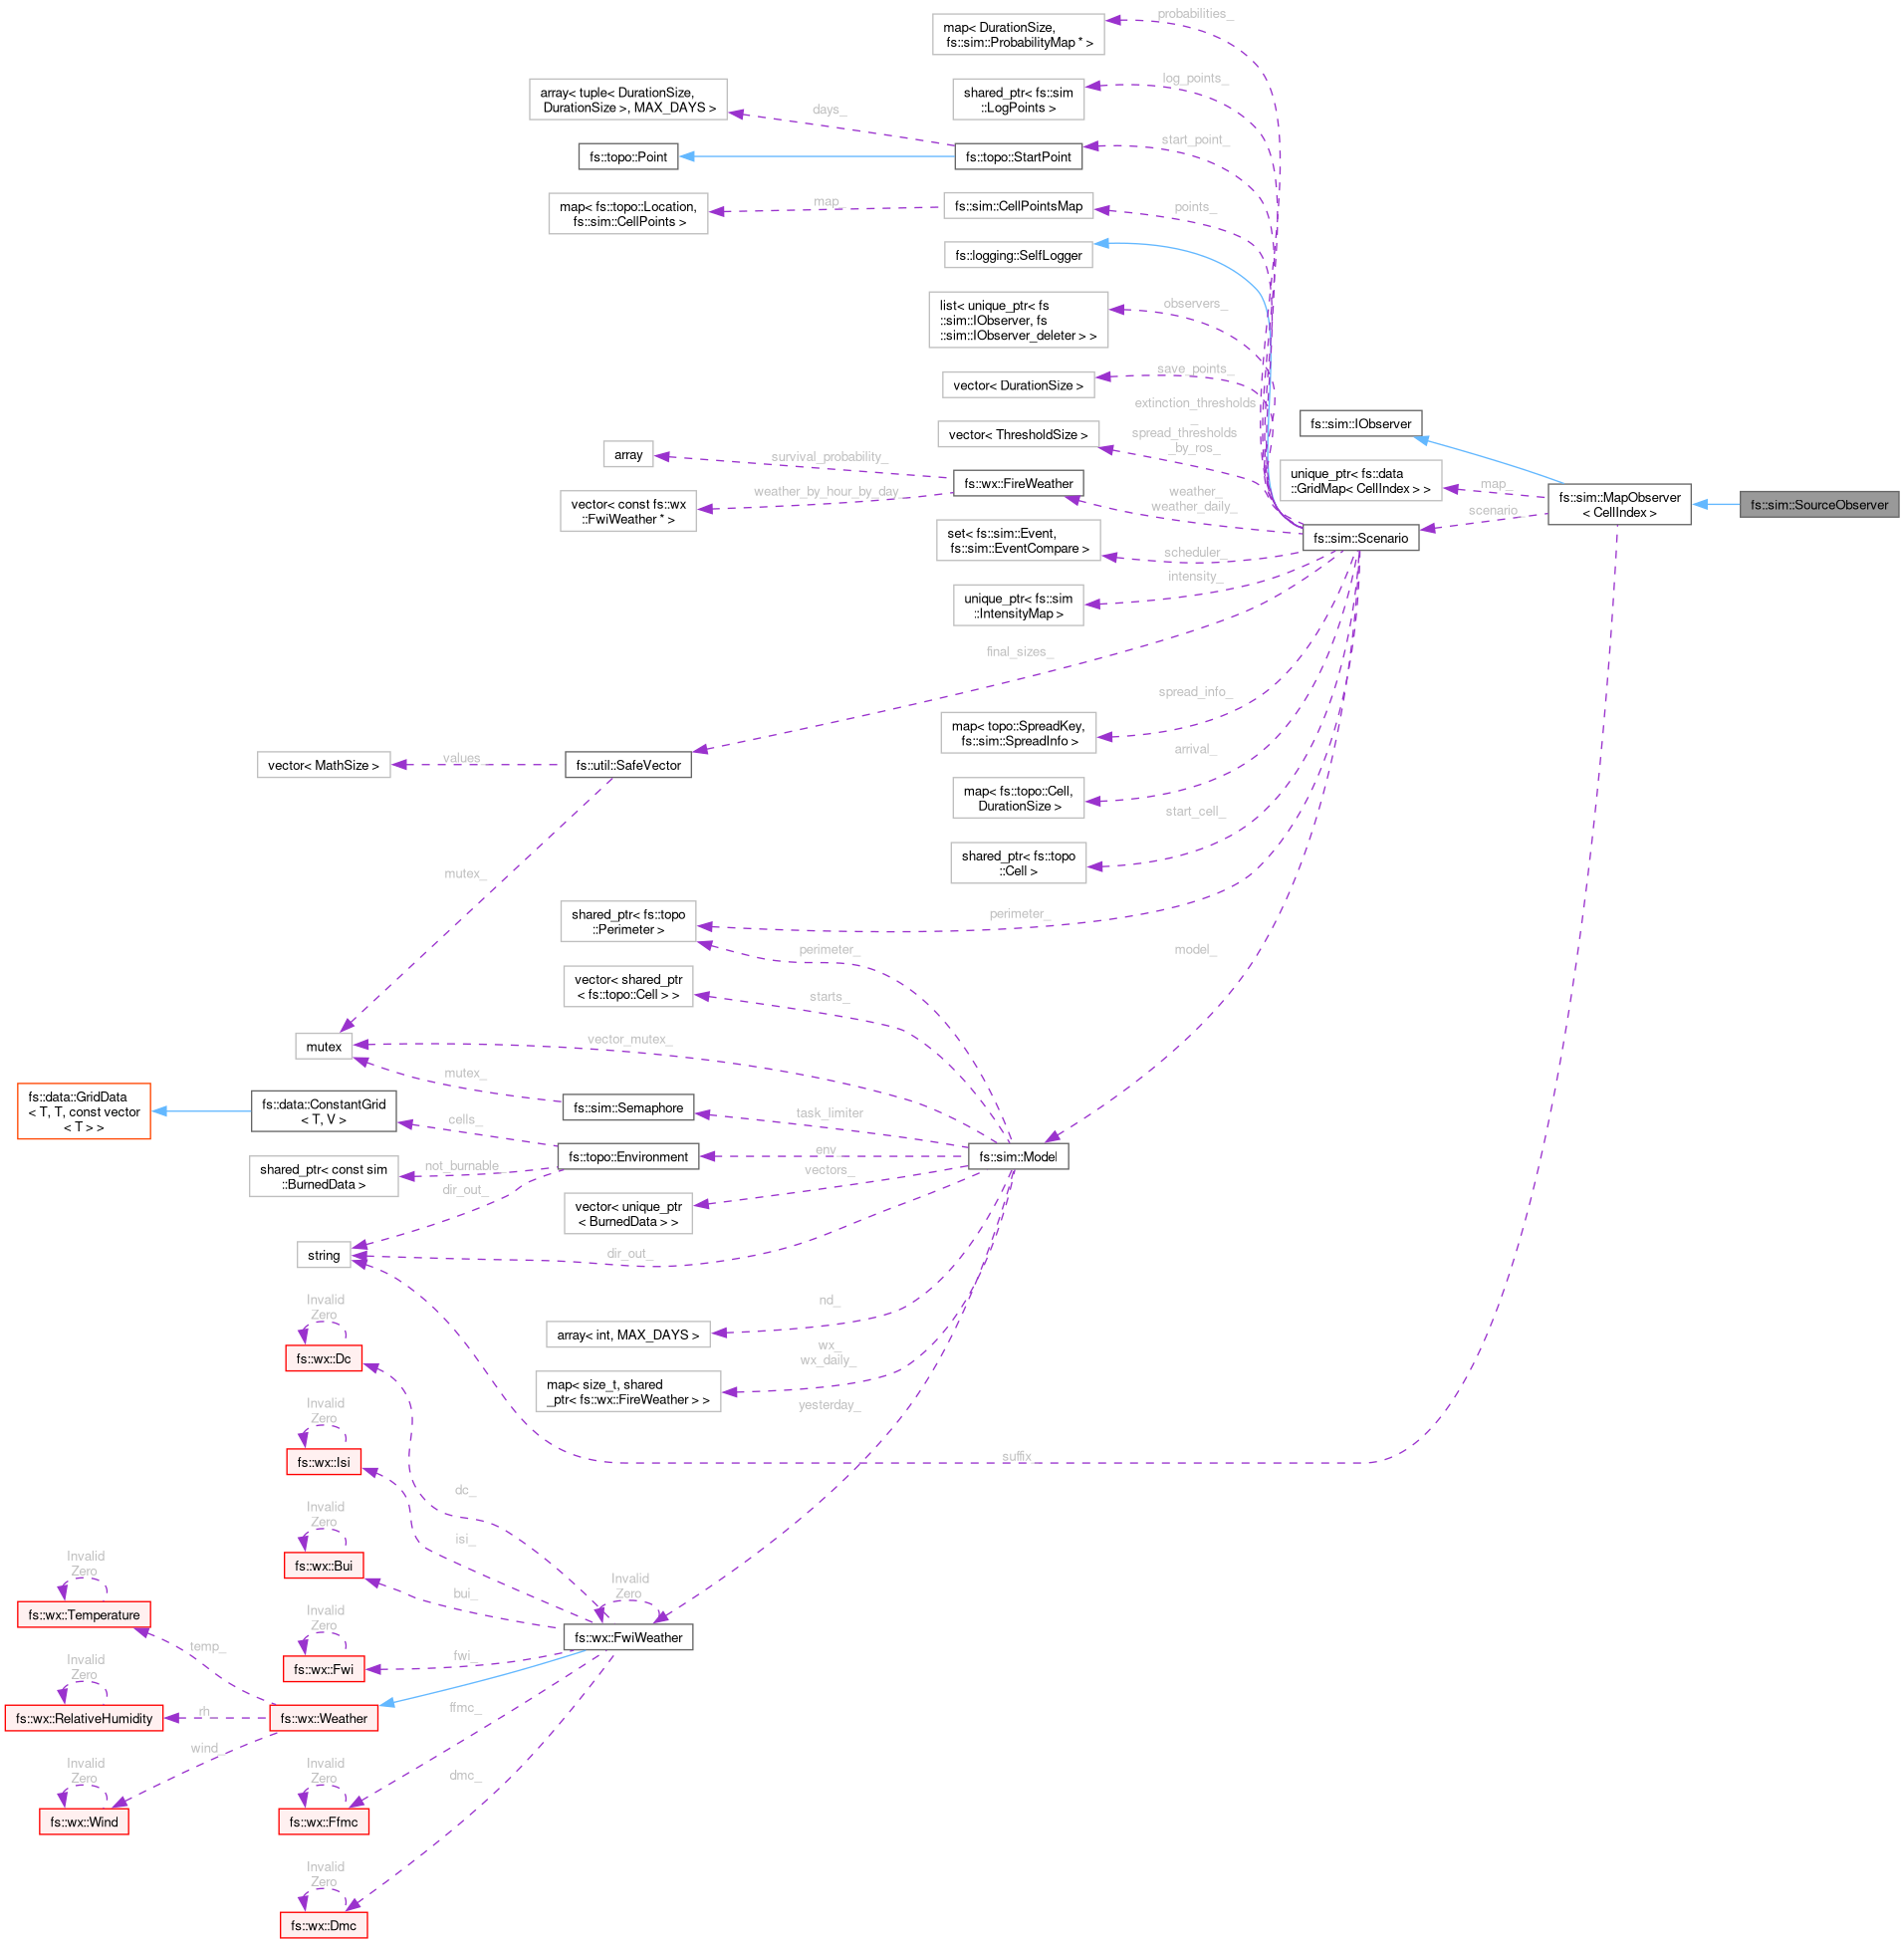 probabilities_
map< DurationSize,
fs::sim::ProbabilityMap * >
log_points_
shared_ptr< fs::sim
::LogPoints >
array< tuple< DurationSize,
DurationSize >, MAX_DAYS >
days_
start_point_
fs::topo::Point
fs::topo::StartPoint
map< fs::topo::Location,
fs::sim::CellPoints >
map_
fs::sim::CellPointsMap
points_
fs::logging::SelfLogger
list< unique_ptr< fs
::sim::IObserver, fs
::sim::IObserver_deleter > >
observers_
vector< DurationSize >
save_points_
extinction_thresholds
_
spread_thresholds
_by_ros_
vector< ThresholdSize >
fs::sim::IObserver
array
survival_probability_
fs::wx::FireWeather
weather_
weather_daily_
unique_ptr< fs::data
::GridMap< CellIndex > >
map_
fs::sim::MapObserver
< CellIndex >
fs::sim::SourceObserver
vector< const fs::wx
::FwiWeather * >
weather_by_hour_by_day_
scenario_
fs::sim::Scenario
set< fs::sim::Event,
fs::sim::EventCompare >
scheduler_
unique_ptr< fs::sim
::IntensityMap >
intensity_
final_sizes_
spread_info_
map< topo::SpreadKey,
fs::sim::SpreadInfo >
vector< MathSize >
values_
fs::util::SafeVector
arrival_
map< fs::topo::Cell,
DurationSize >
start_cell_
shared_ptr< fs::topo
::Cell >
mutex_
shared_ptr< fs::topo
::Perimeter >
perimeter_
perimeter_
model_
vector< shared_ptr
< fs::topo::Cell > >
starts_
mutex
vector_mutex_
mutex_
fs::data::GridData
< T, T, const vector
< T > >
fs::data::ConstantGrid
< T, V >
cells_
fs::sim::Semaphore
task_limiter
fs::topo::Environment
env_
fs::sim::Model
shared_ptr< const sim
::BurnedData >
not_burnable_
dir_out_
vectors_
vector< unique_ptr
< BurnedData > >
string
dir_out_
nd_
array< int, MAX_DAYS >
Invalid
Zero
fs::wx::Dc
wx_
wx_daily_
map< size_t, shared
_ptr< fs::wx::FireWeather > >
yesterday_
Invalid
Zero
fs::wx::Isi
suffix_
dc_
isi_
Invalid
Zero
fs::wx::Bui
bui_
Invalid
Zero
fs::wx::Temperature
Invalid
Zero
fs::wx::FwiWeather
Invalid
Zero
fs::wx::Fwi
fwi_
temp_
Invalid
Zero
fs::wx::RelativeHumidity
rh_
fs::wx::Weather
ffmc_
wind_
Invalid
Zero
fs::wx::Wind
Invalid
Zero
fs::wx::Ffmc
dmc_
Invalid
Zero
fs::wx::Dmc